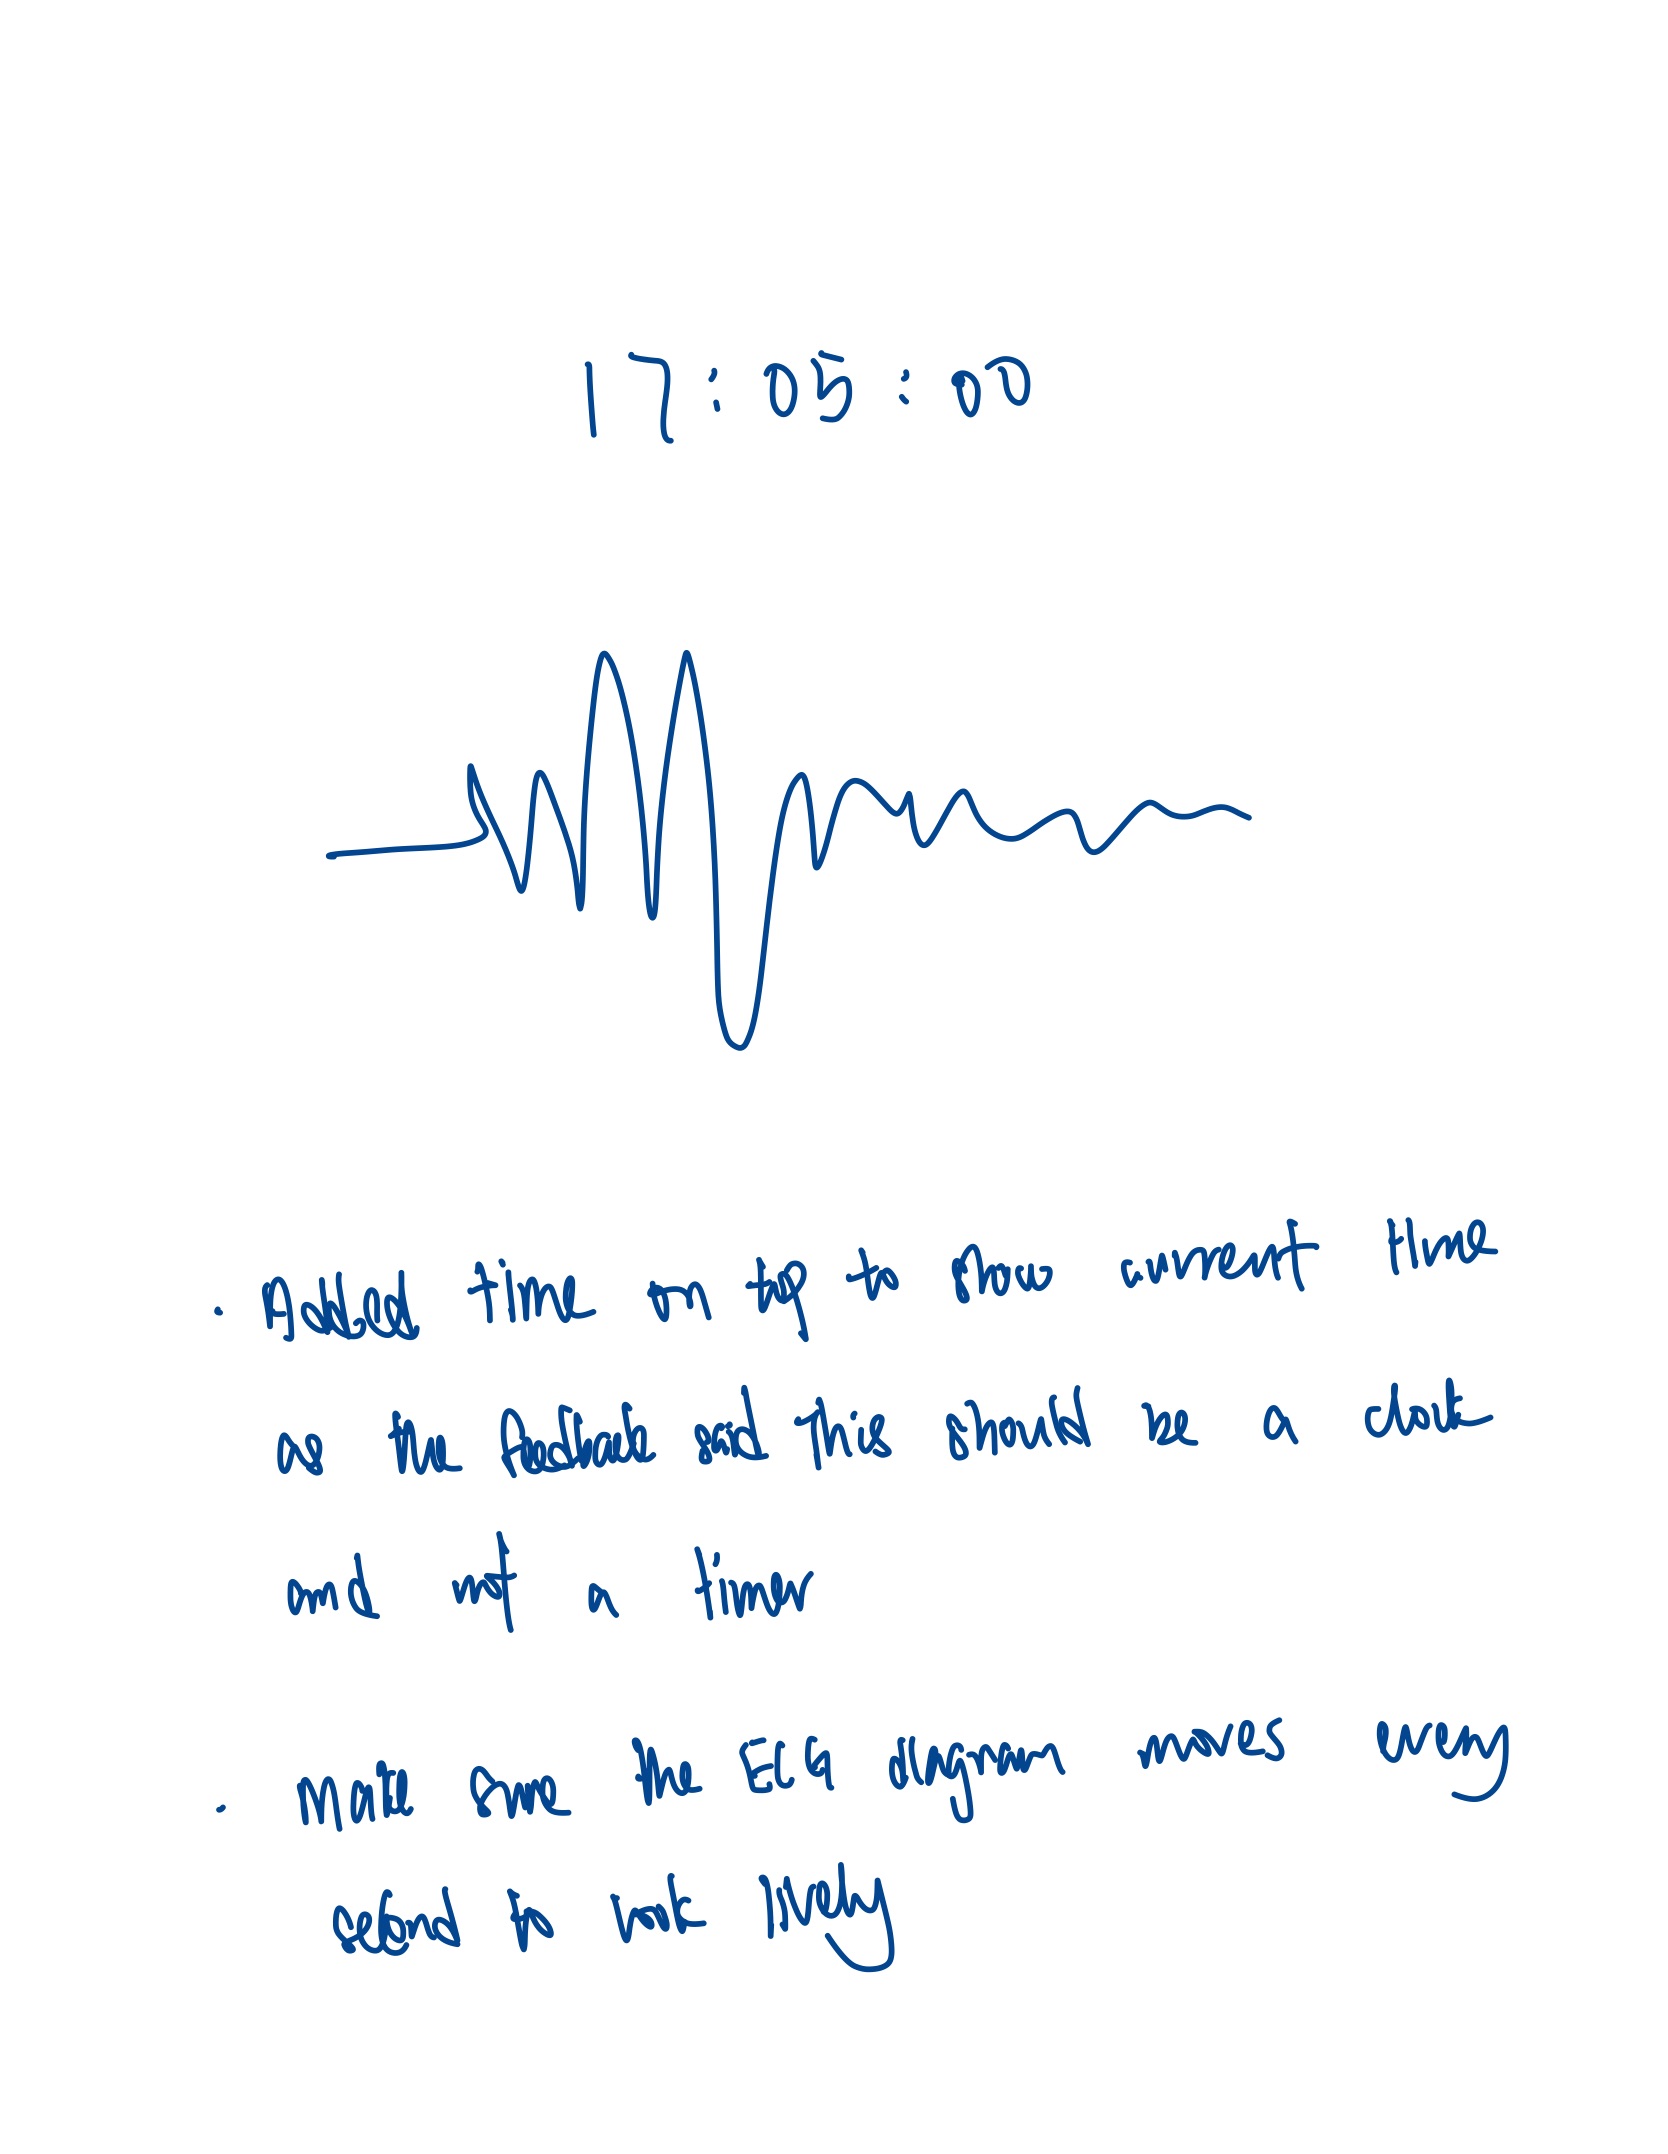 17:05:00
· Added time on top to show current time
as the feedback said this should be a clock
and not a timer
· Make sure the ECG diagram moves every
second to look lively